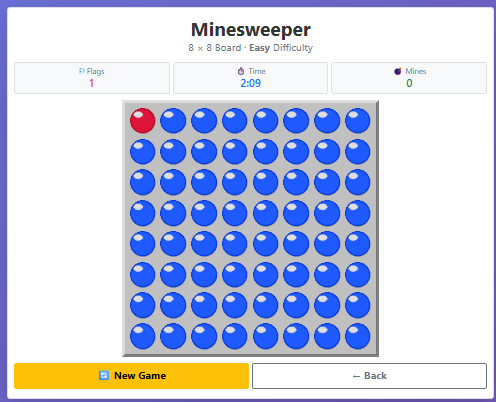 Minesweeper
8 × 8 Board · Easy Difficulty
Flags
1
Time
2:09
Mines
0
New Game
← Back